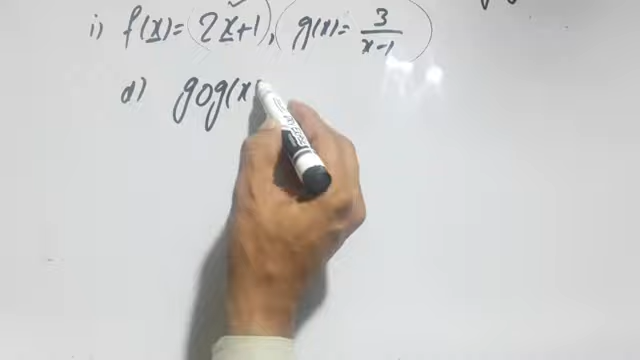 i) f(x) = (2x+1), (g(x) = 3/(x-1))
d) gog(x)